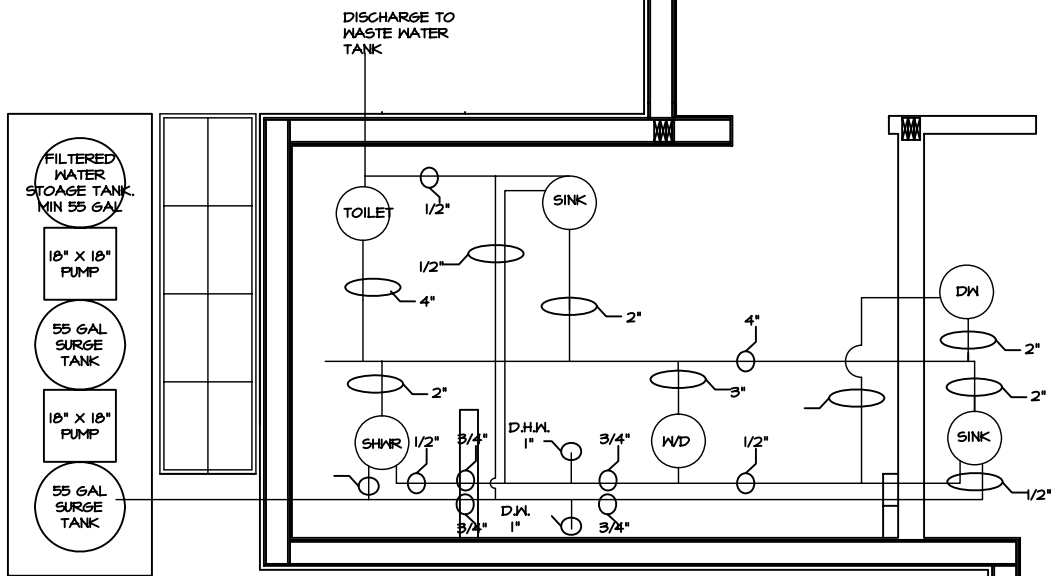 DISCHARGE TO
WASTE WATER
TANK
FILTERED
WATER
STOAGE TANK.
MIN 55 GAL
18" X 18"
PUMP
55 GAL
SURGE
TANK
18" X 18"
PUMP
55 GAL
SURGE
TANK
TOILET
1/2"
SINK
1/2"
4"
2"
4"
DW
2"
2"
3"
2"
SHWR
1/2"
3/4"
D.H.W.
1"
3/4"
W/D
1/2"
SINK
1/2"
3/4"
D.W.
1"
3/4"